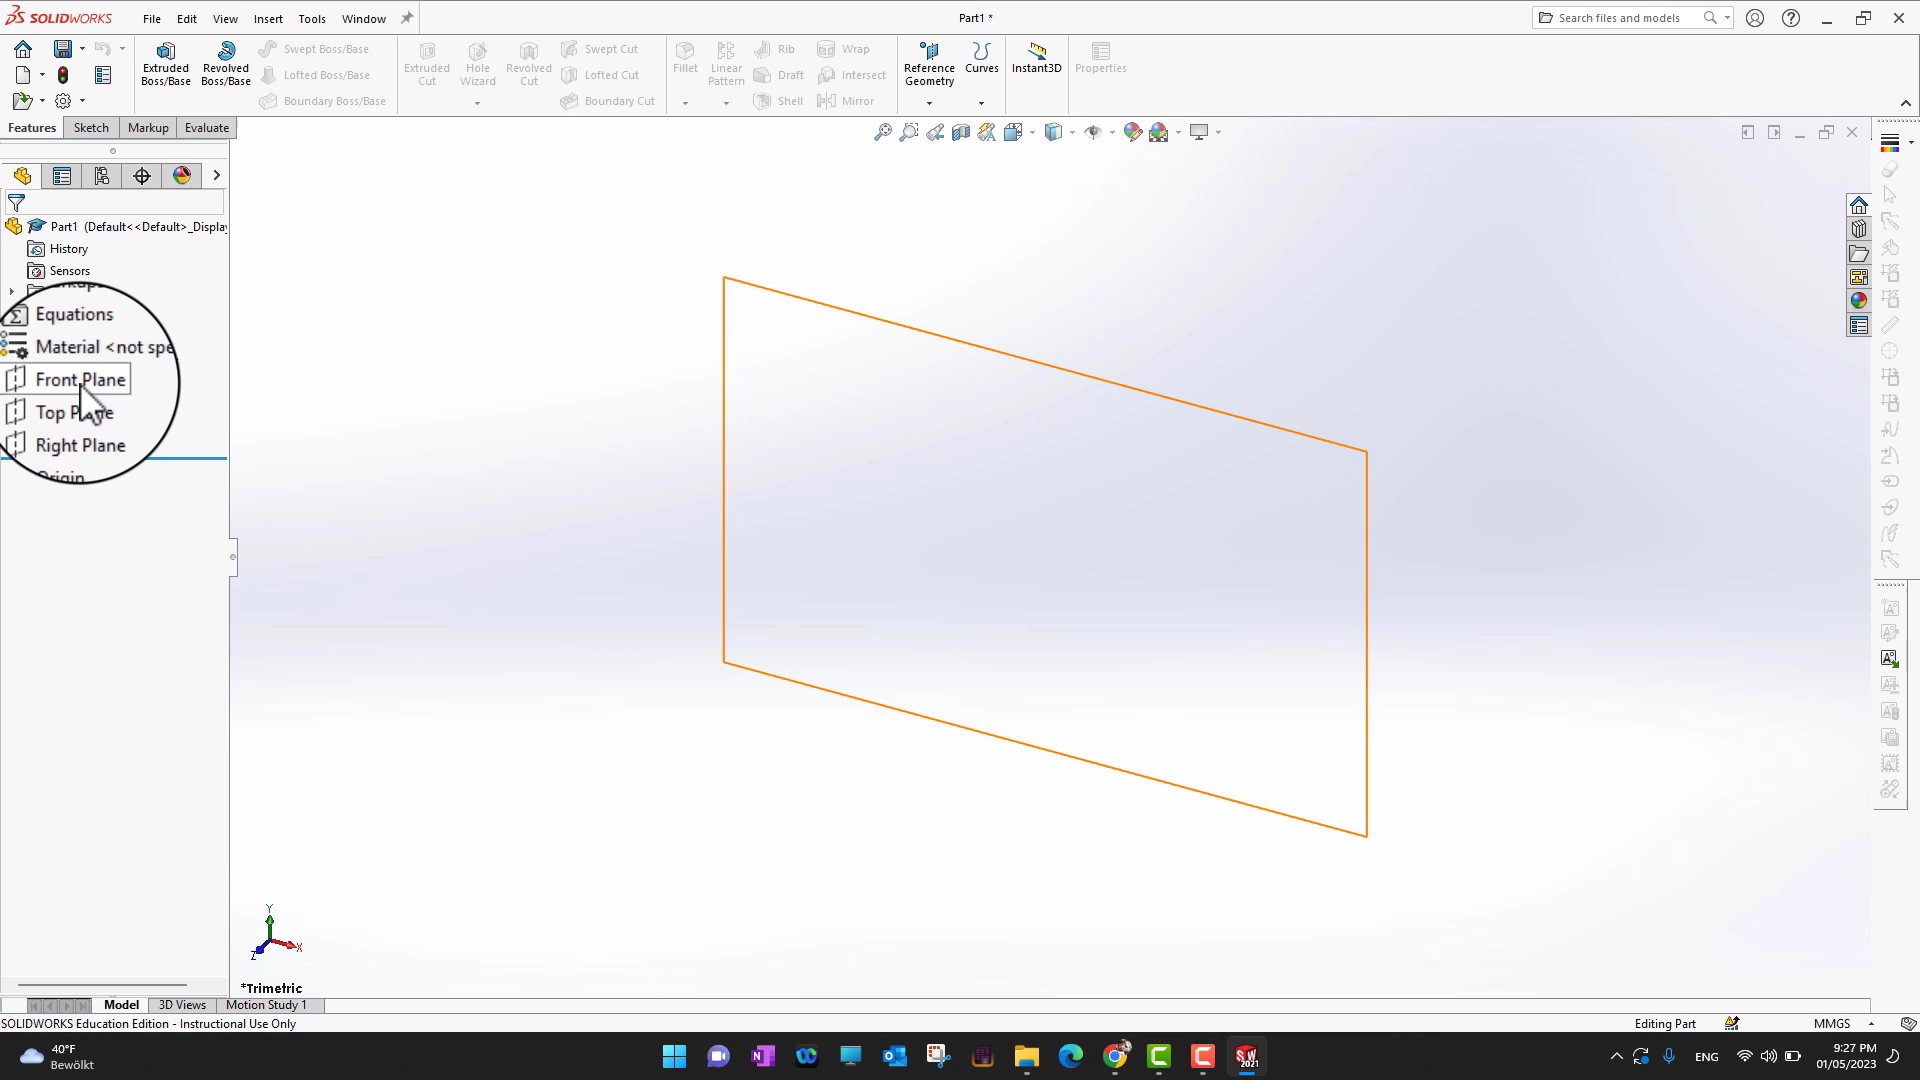 SOLIDWORKS
File Edit View Insert Tools Window
Part1 *
Search files and models
Extruded Boss/Base
Revolved Boss/Base
Swept Boss/Base
Lofted Boss/Base
Boundary Boss/Base
Extruded Cut
Hole Wizard
Revolved Cut
Swept Cut
Lofted Cut
Boundary Cut
Fillet
Linear Pattern
Rib
Draft
Shell
Wrap
Intersect
Mirror
Reference Geometry
Curves
Instant3D
Properties
Features Sketch Markup Evaluate
Part1 (Default<<Default>_Display
History
Sensors
Equations
Material <not spe
Front Plane
Top Plane
Right Plane
Origin
Y
X
Z
*Trimetric
Model 3D Views Motion Study 1
SOLIDWORKS Education Edition - Instructional Use Only
Editing Part
MMGS
40°F
Bewölkt
SW
2021
ENG
9:27 PM
01/05/2023